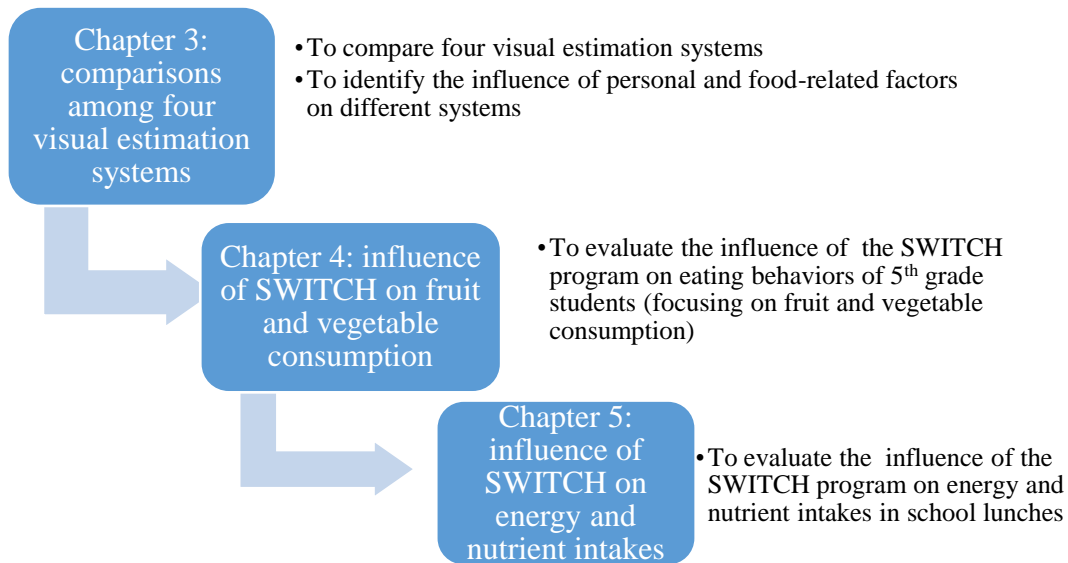 Chapter 3:
comparisons
among four
visual estimation
systems
•To compare four visual estimation systems
•To identify the influence of personal and food-related factors
on different systems
Chapter 4: influence
of SWITCH on fruit
and vegetable
consumption
•To evaluate the influence of  the SWITCH
program on eating behaviors of 5th grade
students (focusing on fruit and vegetable
consumption)
Chapter 5:
influence of
SWITCH on
energy and
nutrient intakes
•To evaluate the  influence of the
SWITCH program on energy and
nutrient intakes in school lunches